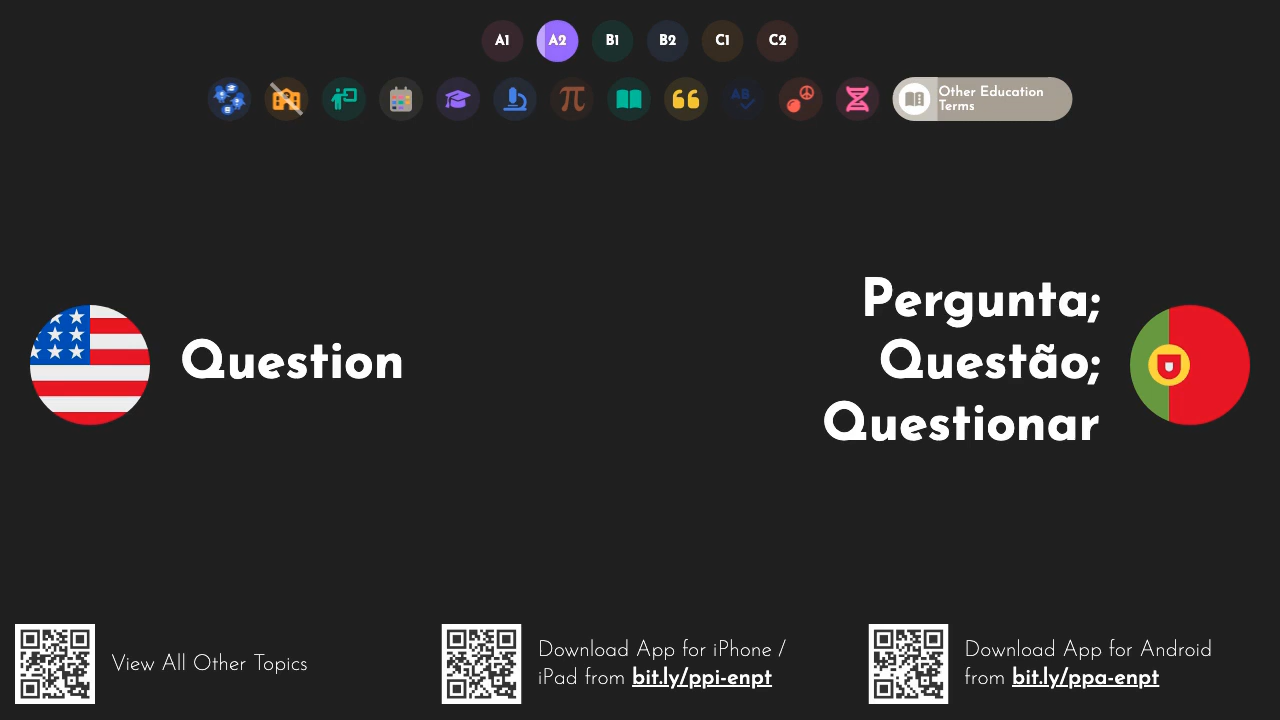 A1 A2 B1 B2 C1 C2
Other Education
Terms
Question
Pergunta;
Questão;
Questionar
View All Other Topics
Download App for iPhone /
iPad from bit.ly/ppi-enpt
Download App for Android
from bit.ly/ppa-enpt